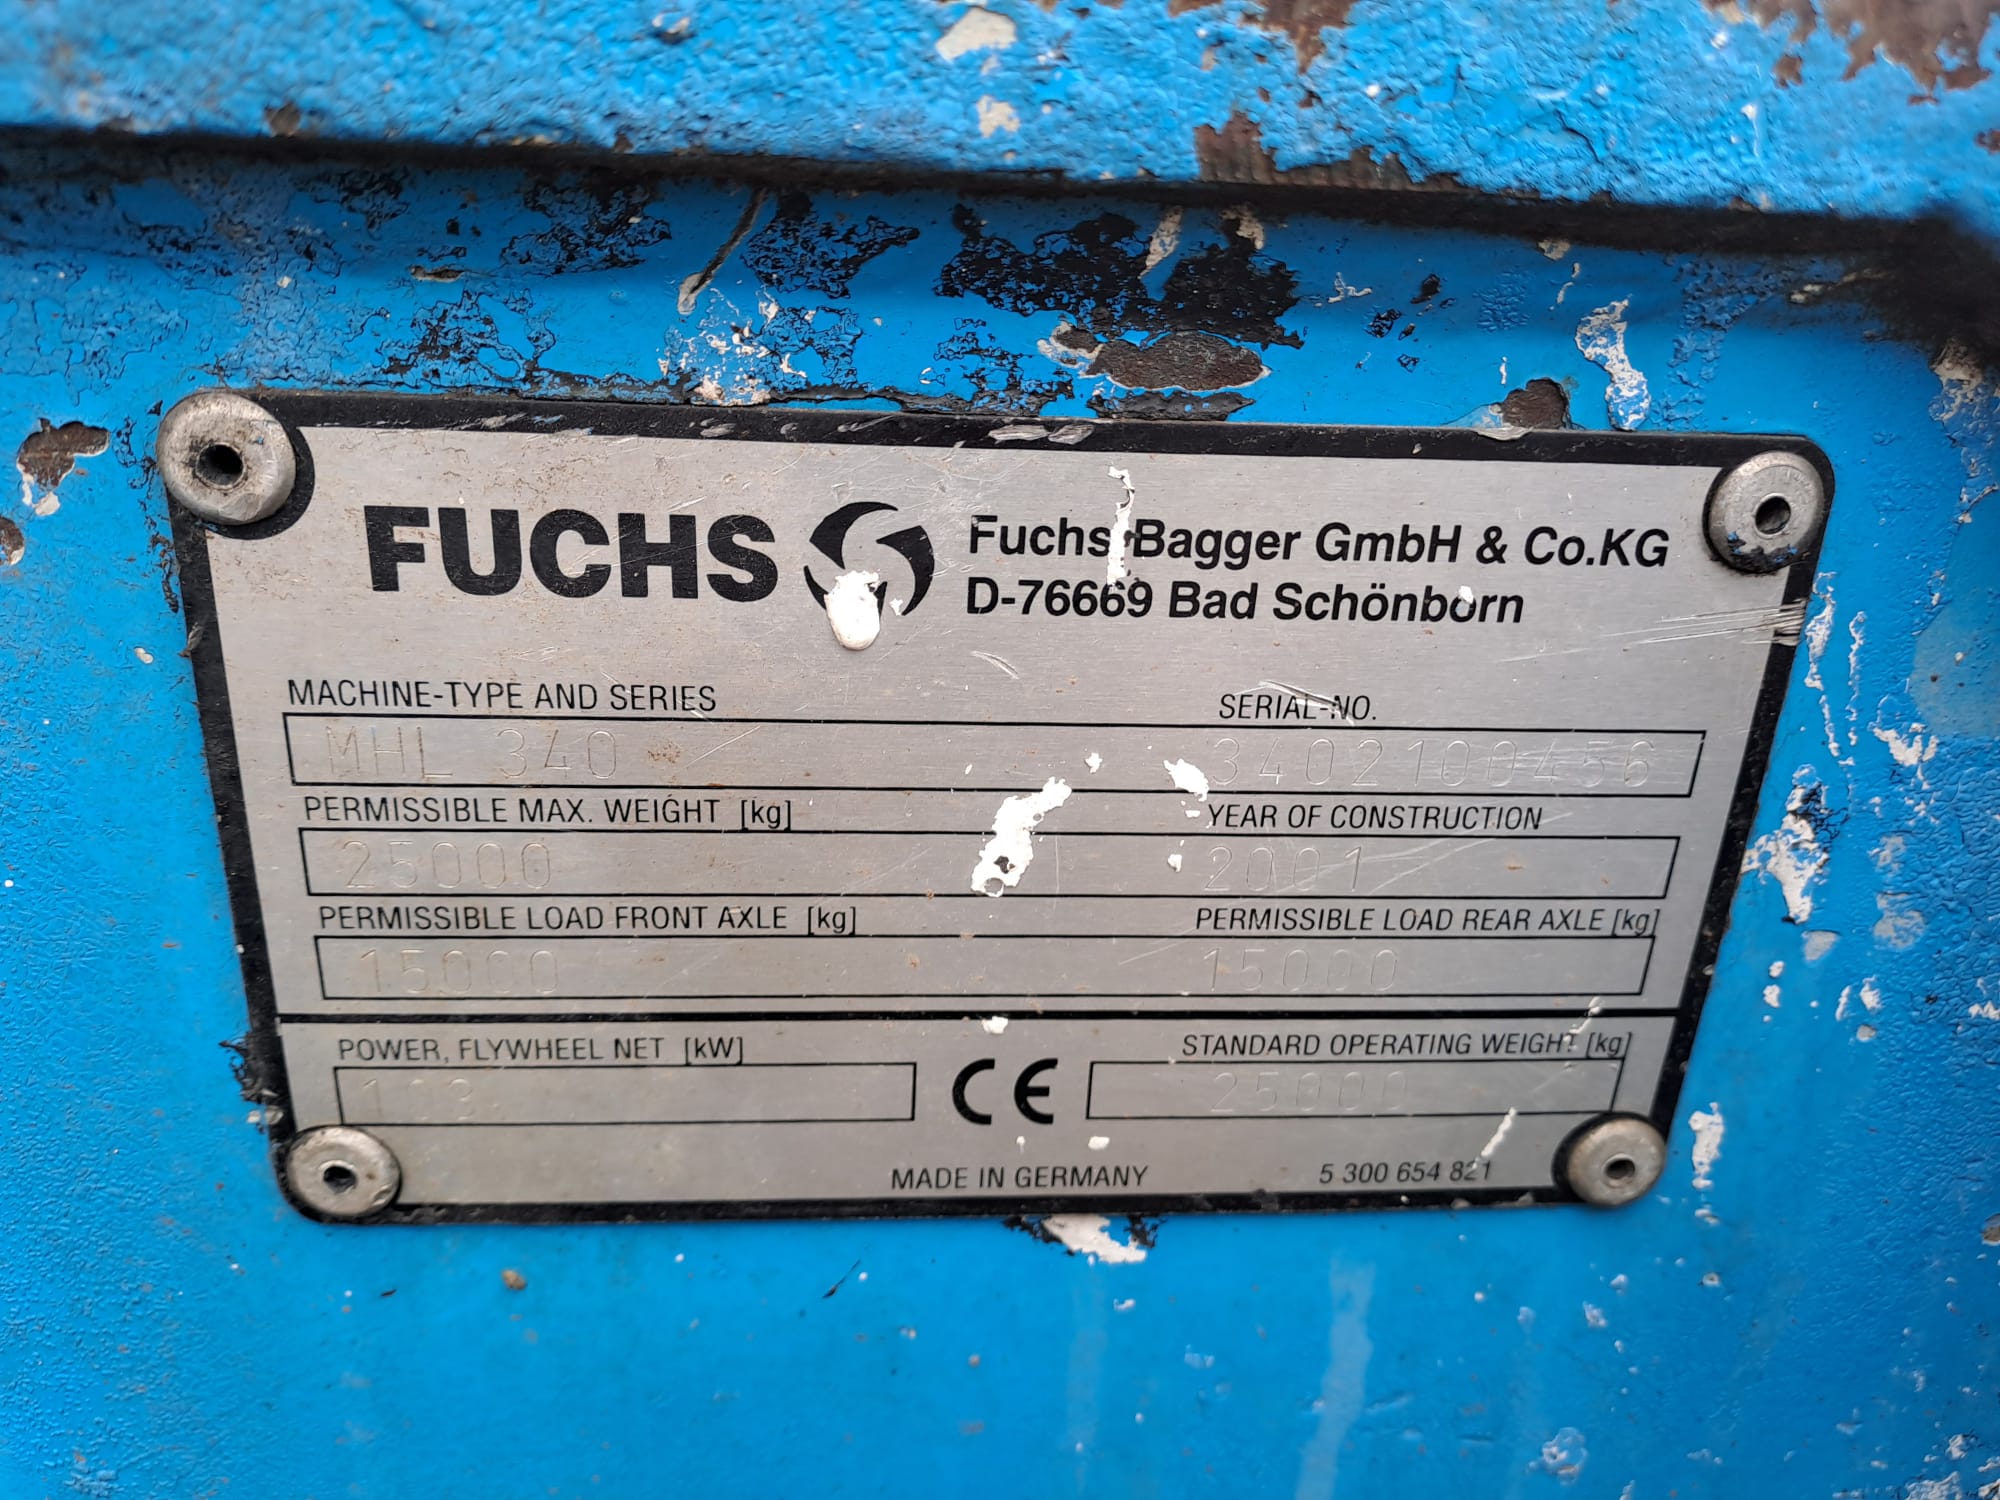 FUCHS
Fuchs-Bagger GmbH & Co.KG
D-76669 Bad Schönborn
MACHINE-TYPE AND SERIES SERIAL-NO.
MHL 340 3402100456
PERMISSIBLE MAX. WEIGHT [kg] YEAR OF CONSTRUCTION
25000 2001
PERMISSIBLE LOAD FRONT AXLE [kg] PERMISSIBLE LOAD REAR AXLE [kg]
15000 15000
POWER, FLYWHEEL NET [kW] STANDARD OPERATING WEIGHT [kg]
CE 25000
MADE IN GERMANY 5 300 654 821